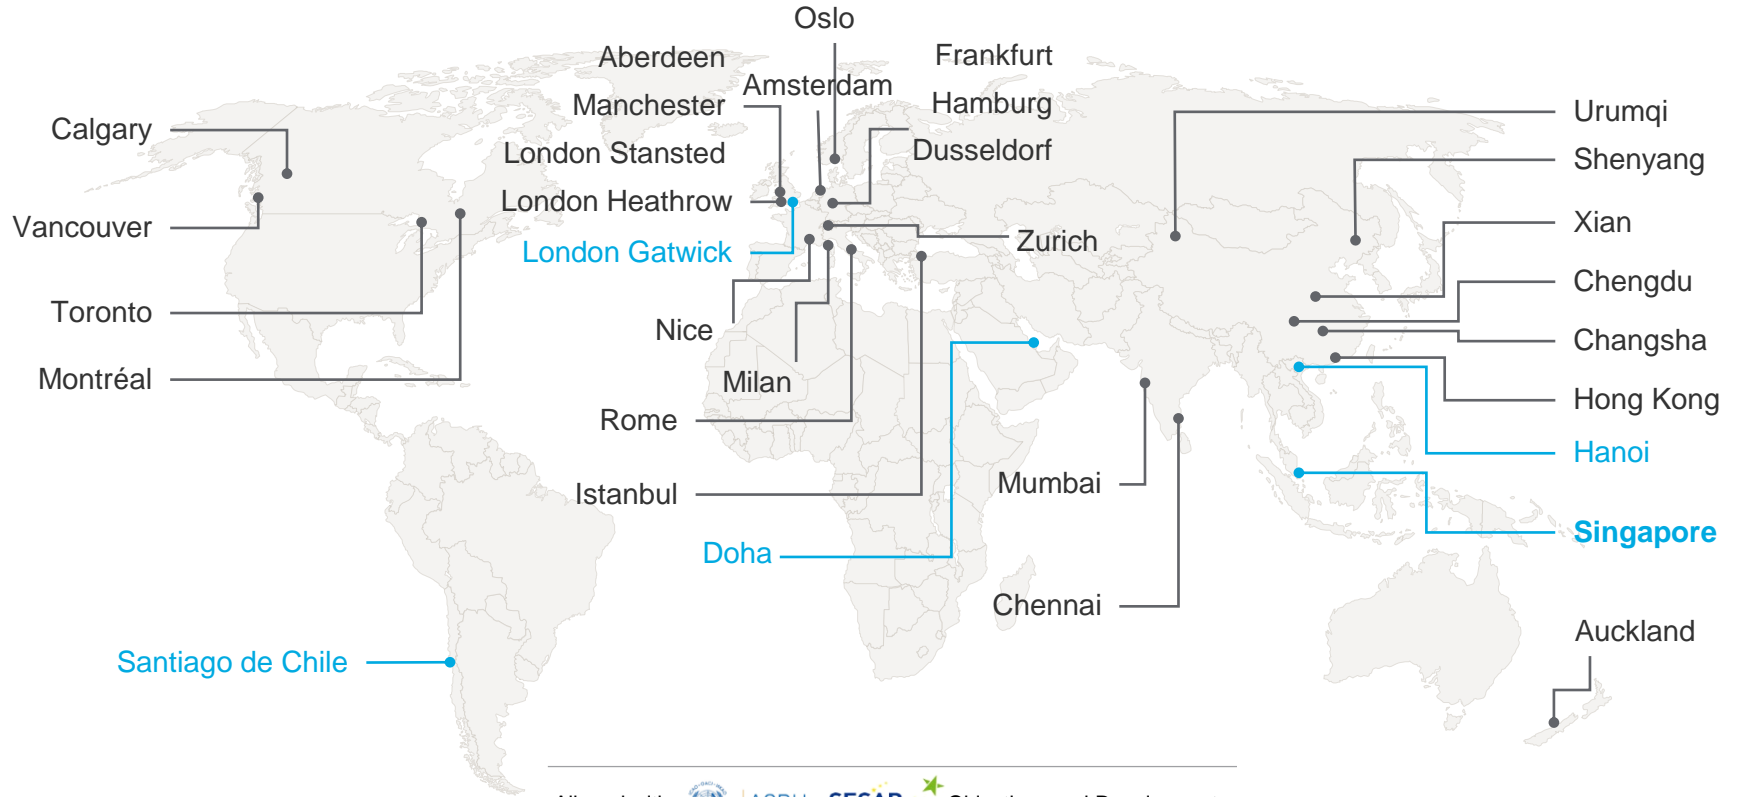 Oslo
Aberdeen
Frankfurt
Amsterdam
Manchester
Hamburg
Urumqi
Calgary
London Stansted
Dusseldorf
Shenyang
London Heathrow
Vancouver
Xian
London Gatwick
Zurich
Chengdu
Toronto
Nice
Changsha
Montréal
Milan
Hong Kong
Rome
Hanoi
Istanbul
Mumbai
Singapore
Doha
Chennai
Auckland
Santiago de Chile